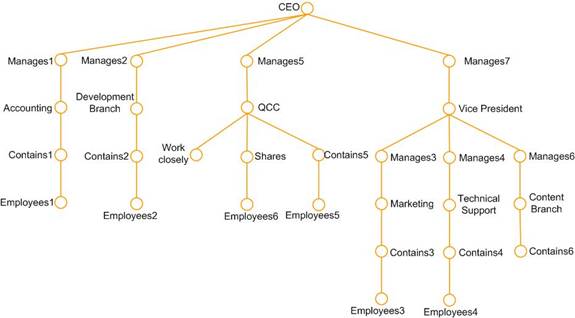 CEO
Manages1
Manages2
Manages5
Manages7
Accounting
Development
Branch
QCC
Vice President
Contains1
Contains2
Work
closely
Shares
Contains5
Manages3
Manages4
Manages6
Employees1
Employees2
Employees6
Employees5
Marketing
Technical
Support
Content
Branch
Contains3
Contains4
Contains6
Employees3
Employees4